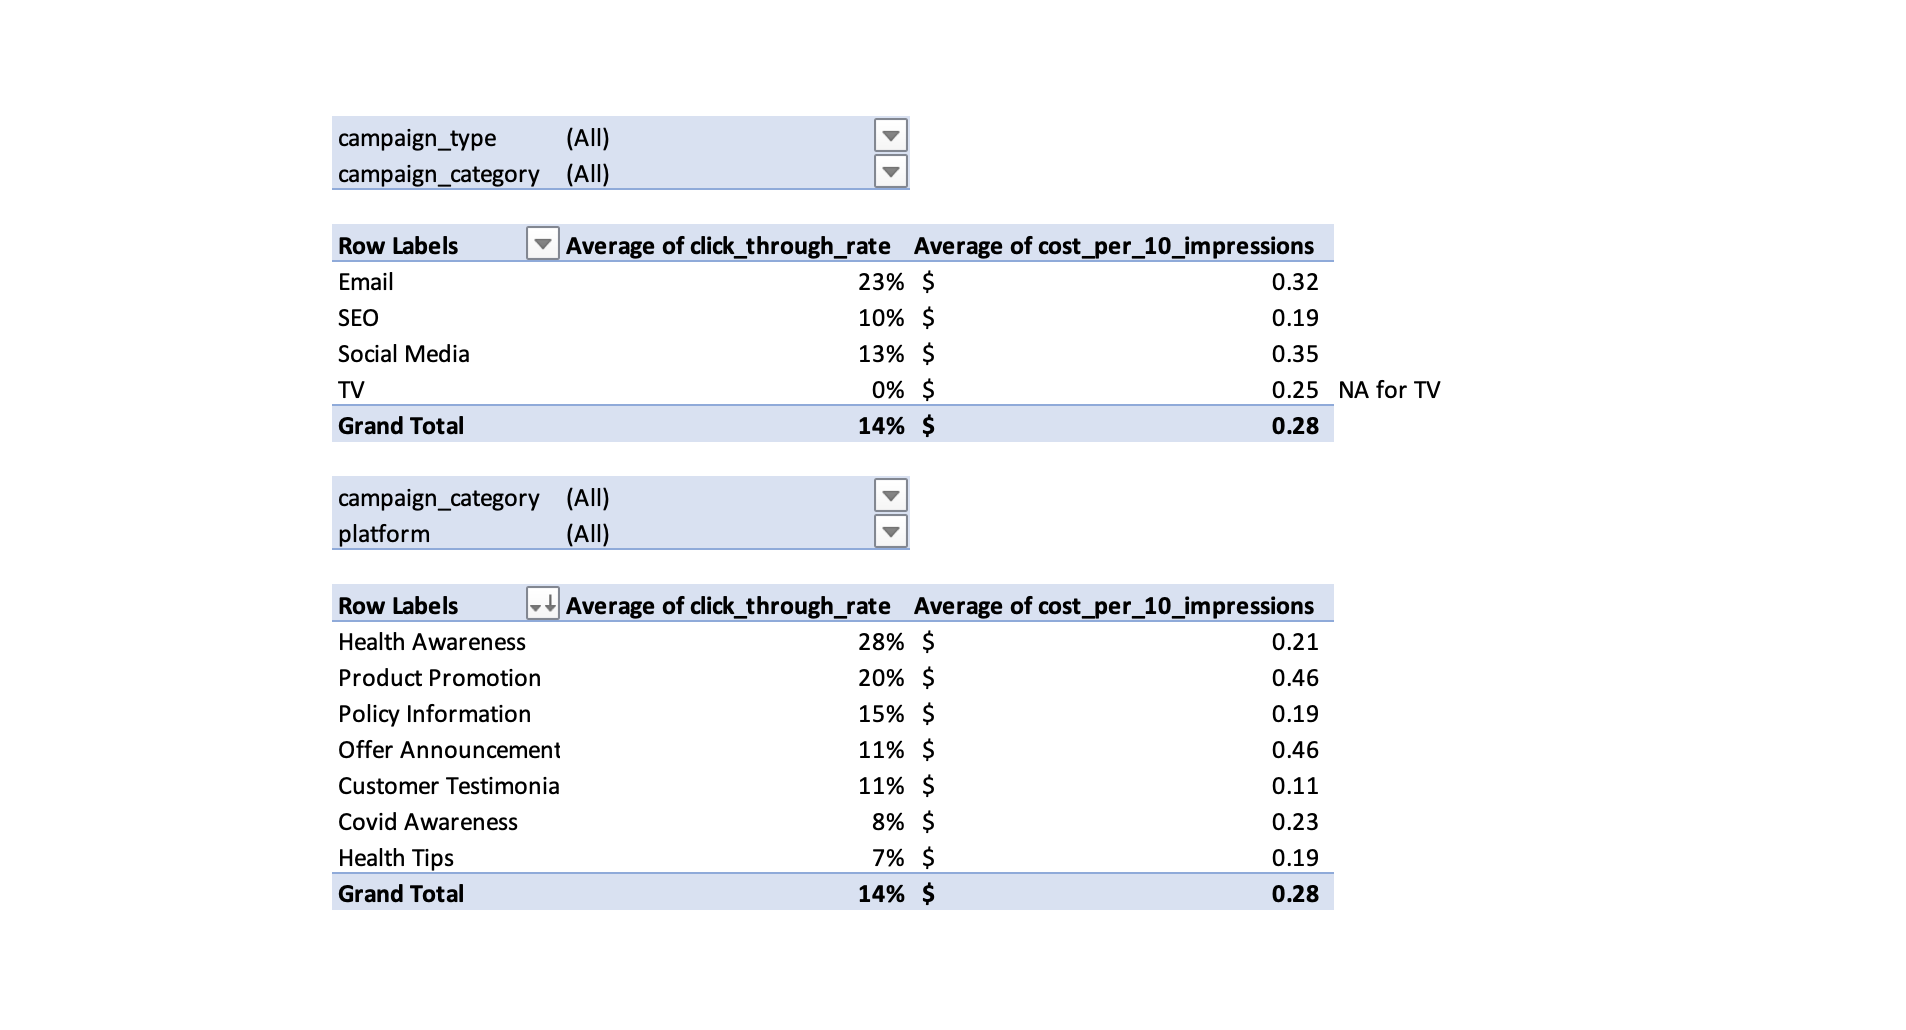 campaign_type (All)
campaign_category (All)
Row Labels Average of click_through_rate Average of cost_per_10_impressions
Email 23% $ 0.32
SEO 10% $ 0.19
Social Media 13% $ 0.35
TV 0% $ 0.25 NA for TV
Grand Total 14% $ 0.28
campaign_category (All)
platform (All)
Row Labels Average of click_through_rate Average of cost_per_10_impressions
Health Awareness 28% $ 0.21
Product Promotion 20% $ 0.46
Policy Information 15% $ 0.19
Offer Announcement 11% $ 0.46
Customer Testimonia 11% $ 0.11
Covid Awareness 8% $ 0.23
Health Tips 7% $ 0.19
Grand Total 14% $ 0.28